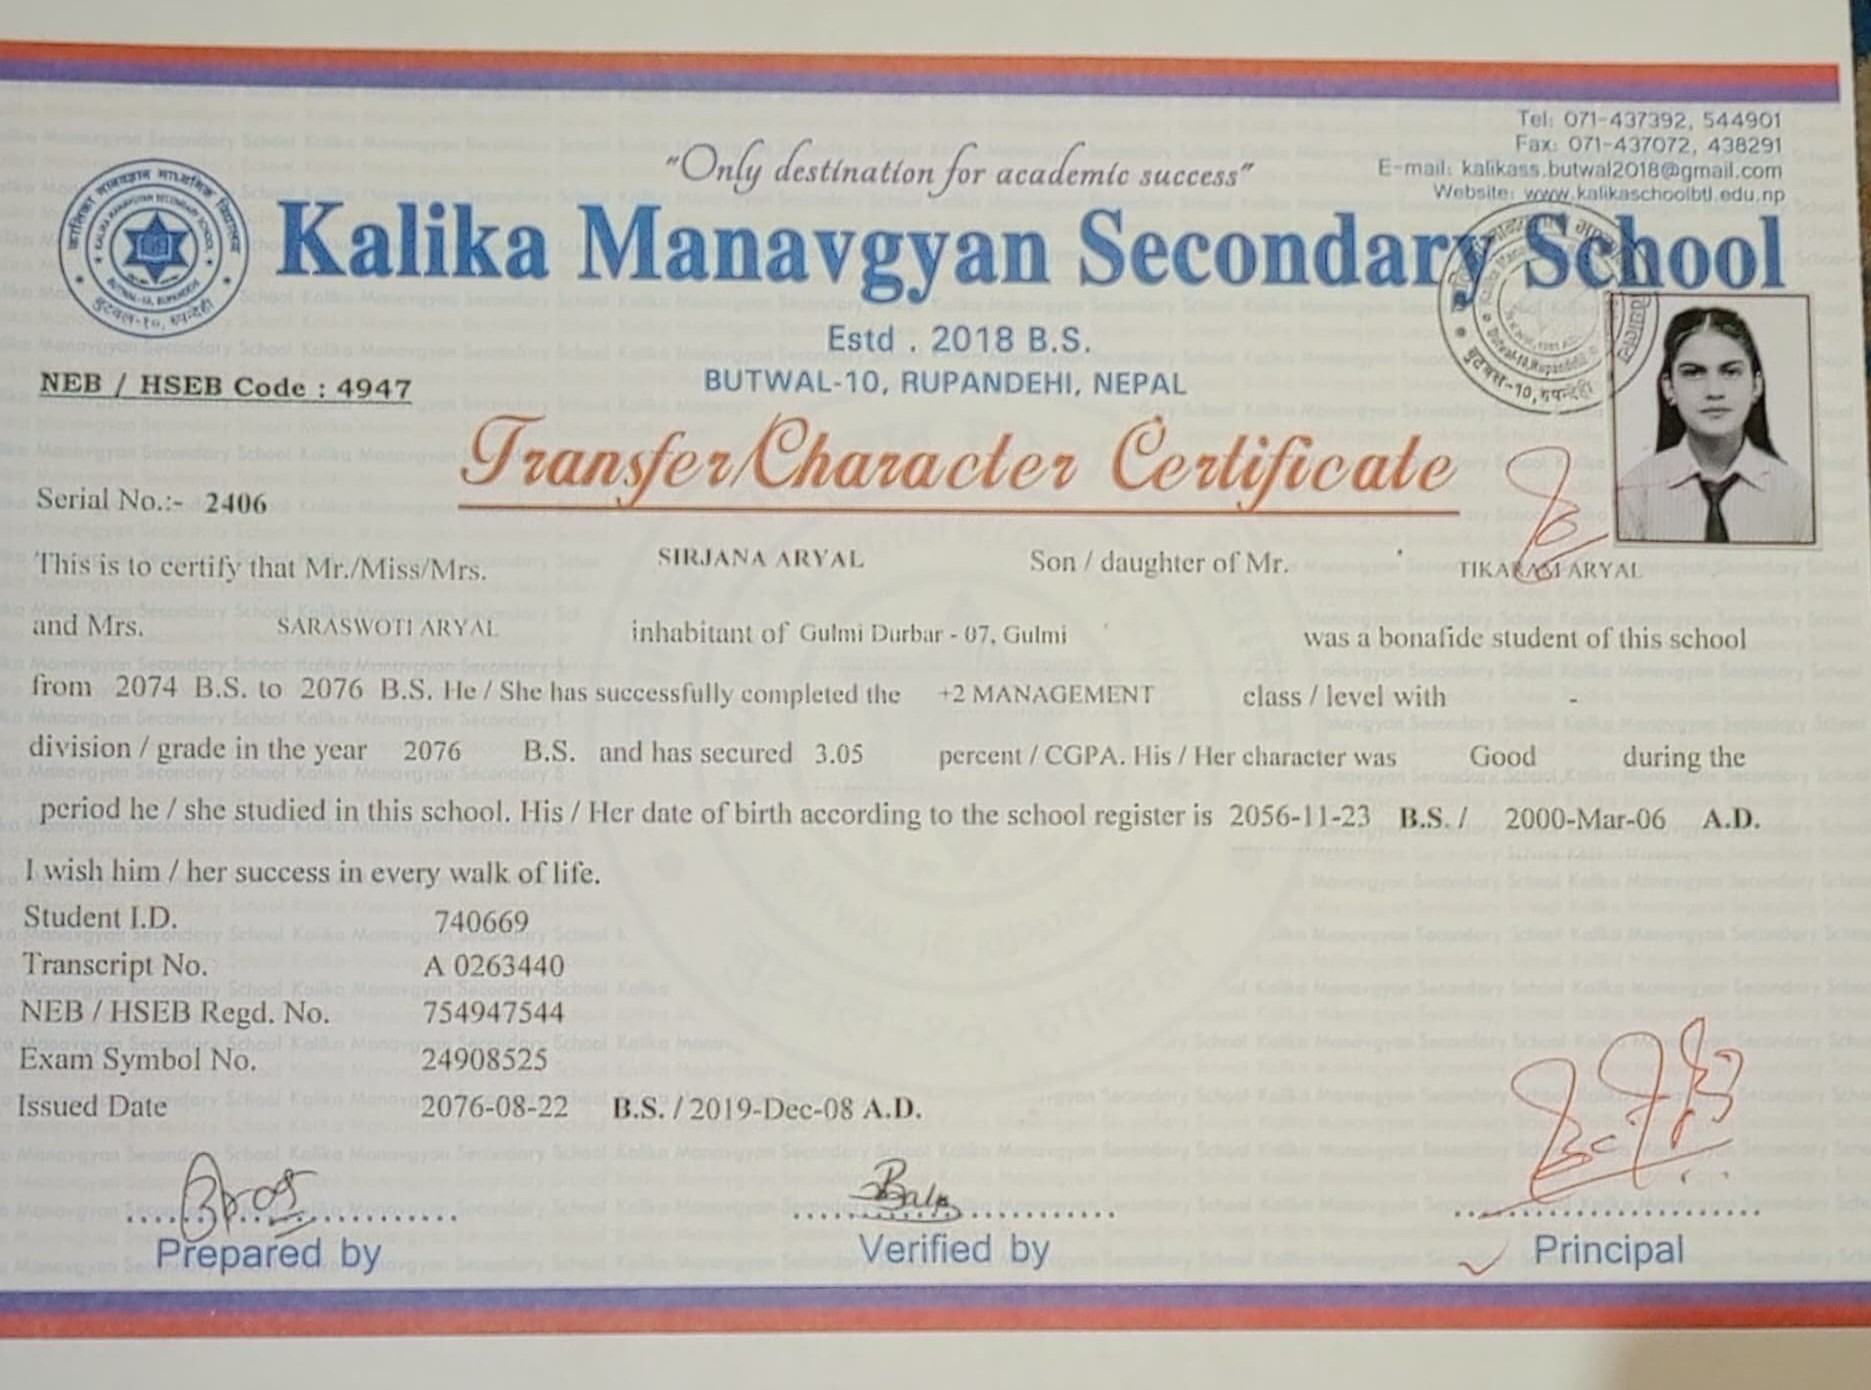 Tel: 071-437392, 544901
Fax: 071-437072, 438291
E-mail: kalikass.butwal2018@gmail.com
Website: www.kalikaschoolbtl.edu.np
"Only destination for academic success"
Kalika Manavgyan Secondary School
Estd . 2018 B.S.
BUTWAL-10, RUPANDEHI, NEPAL
NEB / HSEB Code : 4947
Transfer/Character Certificate
Serial No.:- 2406
This is to certify that Mr./Miss/Mrs. SIRJANA ARYAL Son / daughter of Mr. TIKARAM ARYAL
and Mrs. SARASWOTI ARYAL inhabitant of Gulmi Durbar - 07, Gulmi was a bonafide student of this school
from 2074 B.S. to 2076 B.S. He / She has successfully completed the +2 MANAGEMENT class / level with -
division / grade in the year 2076 B.S. and has secured 3.05 percent / CGPA. His / Her character was Good during the
period he / she studied in this school. His / Her date of birth according to the school register is 2056-11-23 B.S. / 2000-Mar-06 A.D.
I wish him / her success in every walk of life.
Student I.D. 740669
Transcript No. A 0263440
NEB / HSEB Regd. No. 754947544
Exam Symbol No. 24908525
Issued Date 2076-08-22 B.S. / 2019-Dec-08 A.D.
Prepared by Verified by Principal